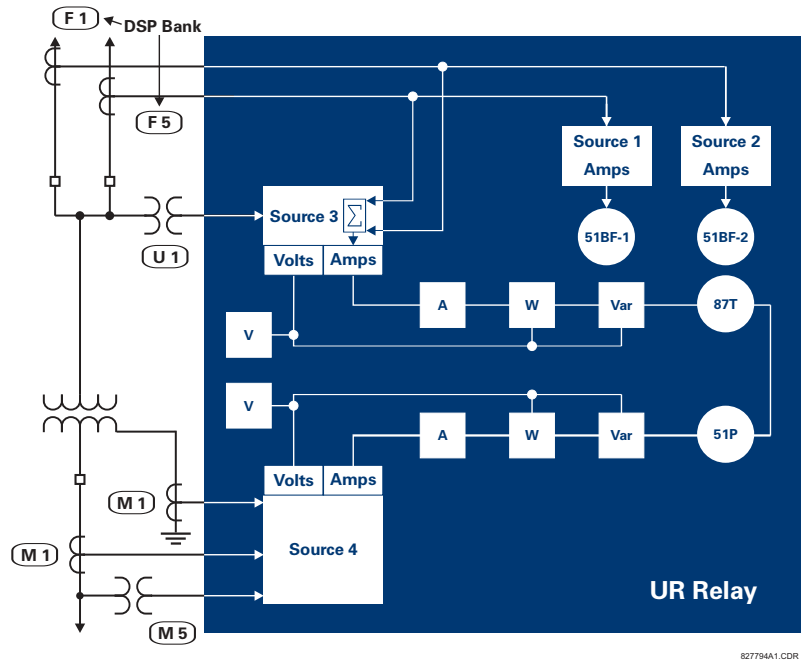 F 1
DSP Bank
F 5
Source 1
Amps
Source 2
Amps
Source 3
Σ
U 1
51BF-1
51BF-2
Volts
Amps
A
W
Var
87T
V
V
A
W
Var
51P
Volts
Amps
M 1
M 1
Source 4
UR Relay
M 5
827794A1.CDR